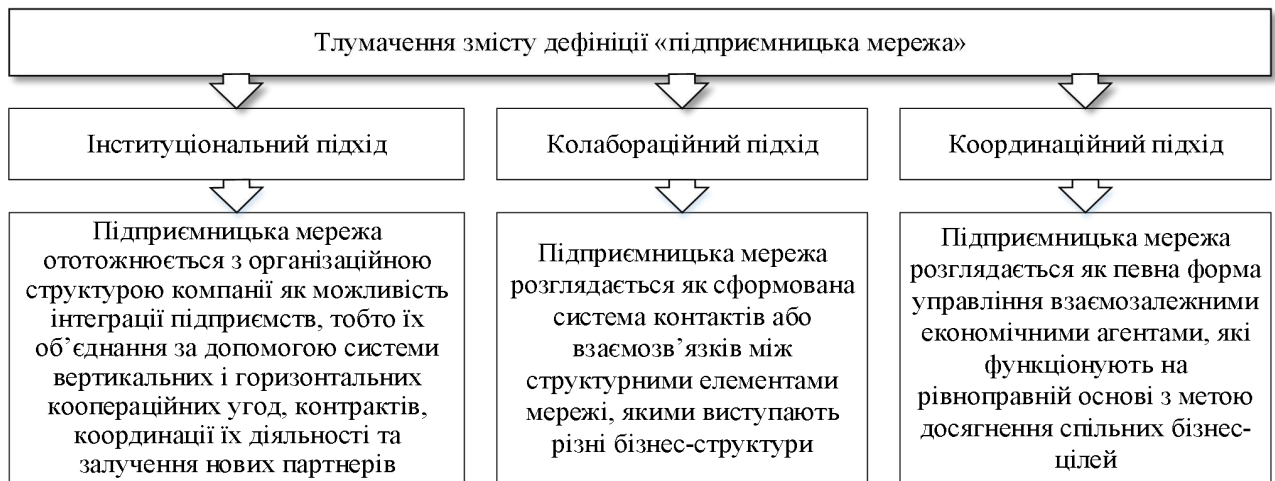 Тлумачення змісту дефініції «підприємницька мережа»
Інституціональний підхід
Колабораційний підхід
Координаційний підхід
Підприємницька мережа
ототожнюється з організаційною
структурою компанії як можливість
інтеграції підприємств, тобто їх
об’єднання за допомогою системи
вертикальних і горизонтальних
коопераційних угод, контрактів,
координації їх діяльності та
залучення нових партнерів
Підприємницька мережа
розглядається як сформована
система контактів або
взаємозв’язків між
структурними елементами
мережі, якими виступають
різні бізнес-структури
Підприємницька мережа
розглядається як певна форма
управління взаємозалежними
економічними агентами, які
функціонують на
рівноправній основі з метою
досягнення спільних бізнес-
цілей